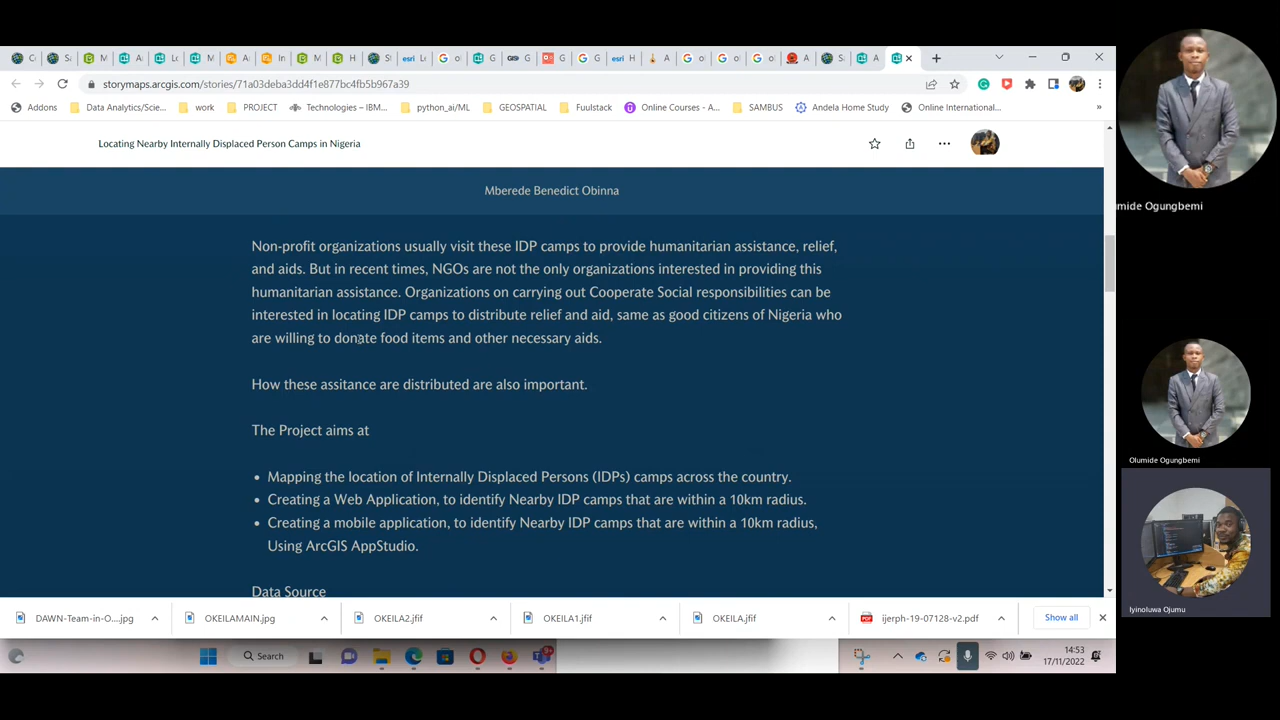 storymaps.arcgis.com/stories/71a03deba3dd4f1e877bc4fb5b967a39
Addons
Data Analytics/Scie...
work
PROJECT
Technologies – IBM...
python_ai/ML
GEOSPATIAL
Fuulstack
Online Courses - A...
SAMBUS
Andela Home Study
Online International...
Locating Nearby Internally Displaced Person Camps in Nigeria
Mberede Benedict Obinna
Non-profit organizations usually visit these IDP camps to provide humanitarian assistance, relief,
and aids. But in recent times, NGOs are not the only organizations interested in providing this
humanitarian assistance. Organizations on carrying out Cooperate Social responsibilities can be
interested in locating IDP camps to distribute relief and aid, same as good citizens of Nigeria who
are willing to donate food items and other necessary aids.
How these assitance are distributed are also important.
The Project aims at
• Mapping the location of Internally Displaced Persons (IDPs) camps across the country.
• Creating a Web Application, to identify Nearby IDP camps that are within a 10km radius.
• Creating a mobile application, to identify Nearby IDP camps that are within a 10km radius,
Using ArcGIS AppStudio.
Data Source
DAWN-Team-in-O....jpg
OKEILAMAIN.jpg
OKEILA2.jfif
OKEILA1.jfif
OKEILA.jfif
ijerph-19-07128-v2.pdf
Show all
Search
14:53
17/11/2022
mide Ogungbemi
Olumide Ogungbemi
Iyinoluwa Ojumu